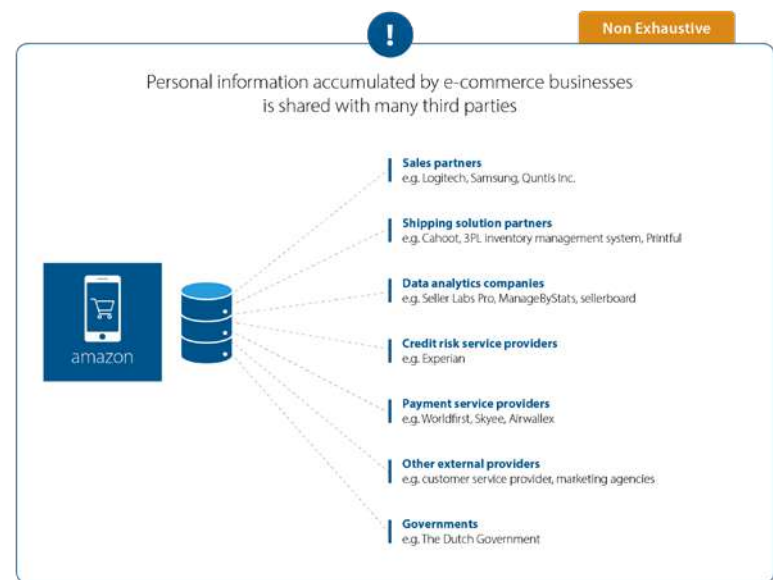 !
Non Exhaustive
Personal information accumulated by e-commerce businesses
is shared with many third parties
Sales partners
e.g. Logitech, Samsung, Quntis Inc.
Shipping solution partners
e.g. Cahoot, 3PL inventory management system, Printful
Data analytics companies
e.g. Seller Labs Pro, ManageByStats, sellerboard
amazon
Credit risk service providers
e.g. Experian
Payment service providers
e.g. Worldfirst, Skyee, Airwallex
Other external providers
e.g. customer service provider, marketing agencies
Governments
e.g. The Dutch Government